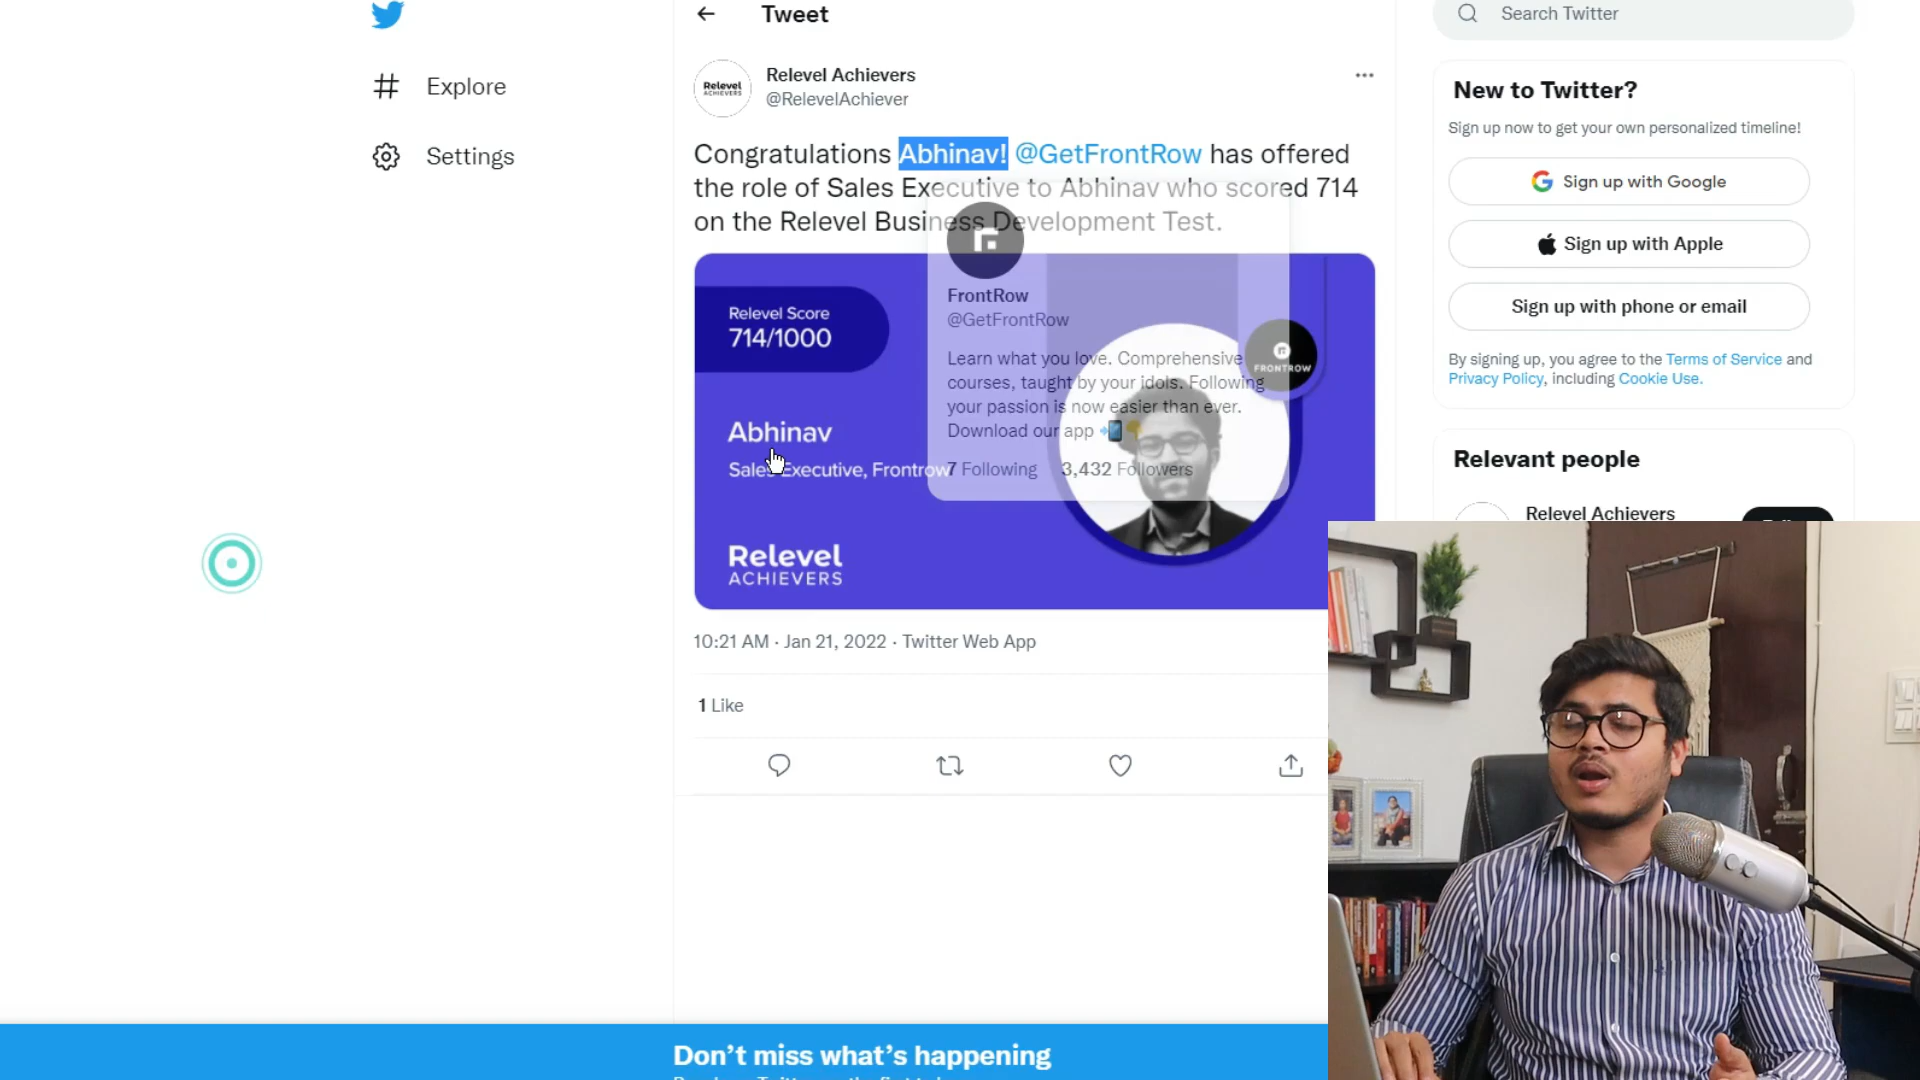 Tweet
Search Twitter
Explore
Settings
Relevel
ACHIEVERS
Relevel Achievers
@RelevelAchiever
Congratulations Abhinav! @GetFrontRow has offered
the role of Sales Executive to Abhinav who scored 714
on the Relevel Business Development Test.
Relevel Score
714/1000
Abhinav
Sales Executive, Frontrow
Relevel
ACHIEVERS
FRONTROW
FrontRow
@GetFrontRow
Learn what you love. Comprehensive
courses, taught by your idols. Following
your passion is now easier than ever.
Download our app
7 Following 3,432 Followers
10:21 AM · Jan 21, 2022 · Twitter Web App
1 Like
New to Twitter?
Sign up now to get your own personalized timeline!
Sign up with Google
Sign up with Apple
Sign up with phone or email
By signing up, you agree to the Terms of Service and
Privacy Policy, including Cookie Use.
Relevant people
Relevel Achievers
Don't miss what's happening